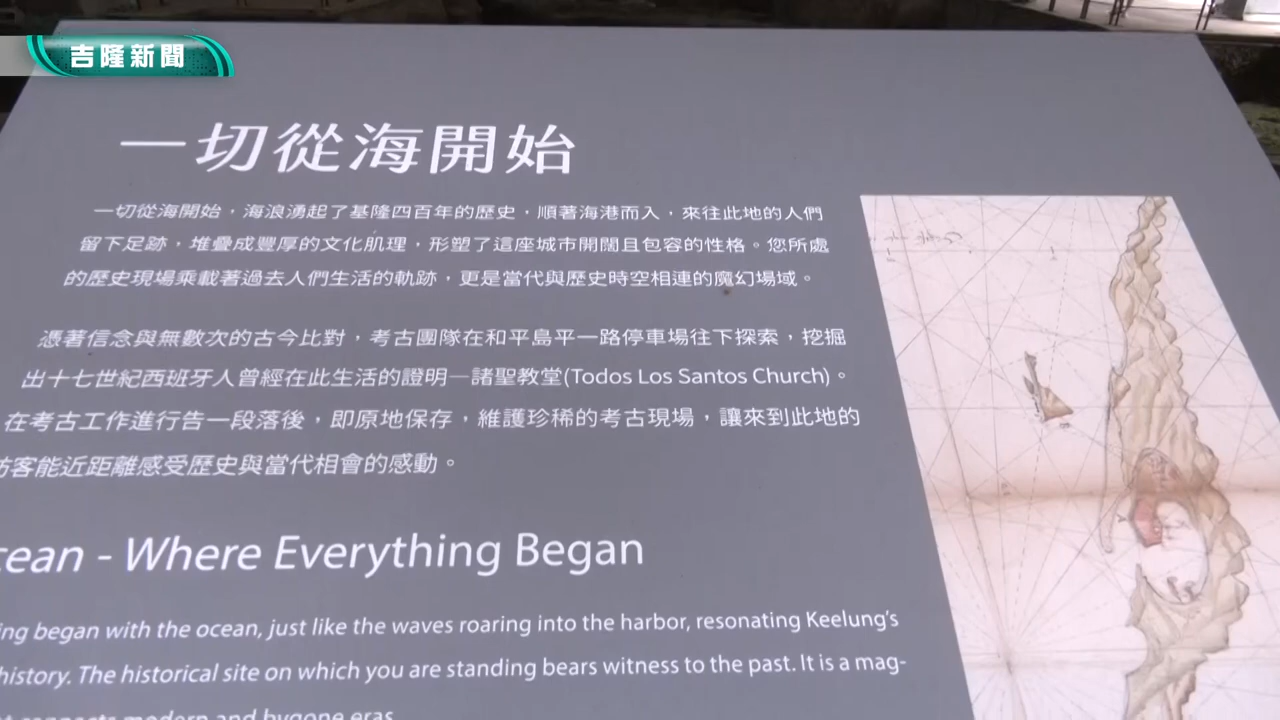 吉隆新聞
一切從海開始
一切從海開始，海浪湧起了基隆四百年的歷史，順著海港而入，來往此地的人們
留下足跡，堆疊成豐厚的文化肌理，形塑了這座城市開闊且包容的性格。您所處
的歷史現場乘載著過去人們生活的軌跡，更是當代與歷史時空相連的魔幻場域。
憑著信念與無數次的古今比對，考古團隊在和平島平一路停車場往下探索，挖掘
出十七世紀西班牙人曾經在此生活的證明—諸聖教堂(Todos Los Santos Church)。
在考古工作進行告一段落後，即原地保存，維護珍稀的考古現場，讓來到此地的
訪客能近距離感受歷史與當代相會的感動。
cean - Where Everything Began
ing began with the ocean, just like the waves roaring into the harbor, resonating Keelung's
history. The historical site on which you are standing bears witness to the past. It is a mag-
connects modern and bygone eras